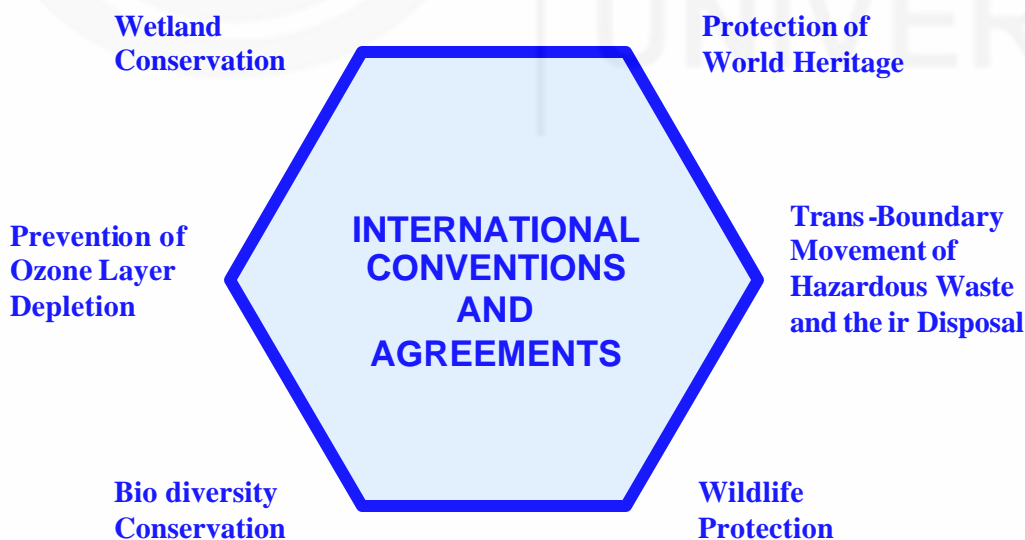 UNIVER
Wetland
Conservation
Protection of
World Heritage
Prevention of
Ozone Layer
Depletion
INTERNATIONAL
CONVENTIONS
AND
AGREEMENTS
Trans -Boundary
Movement of
Hazardous Waste
and the ir Disposal
Bio diversity
Conservation
Wildlife
Protection